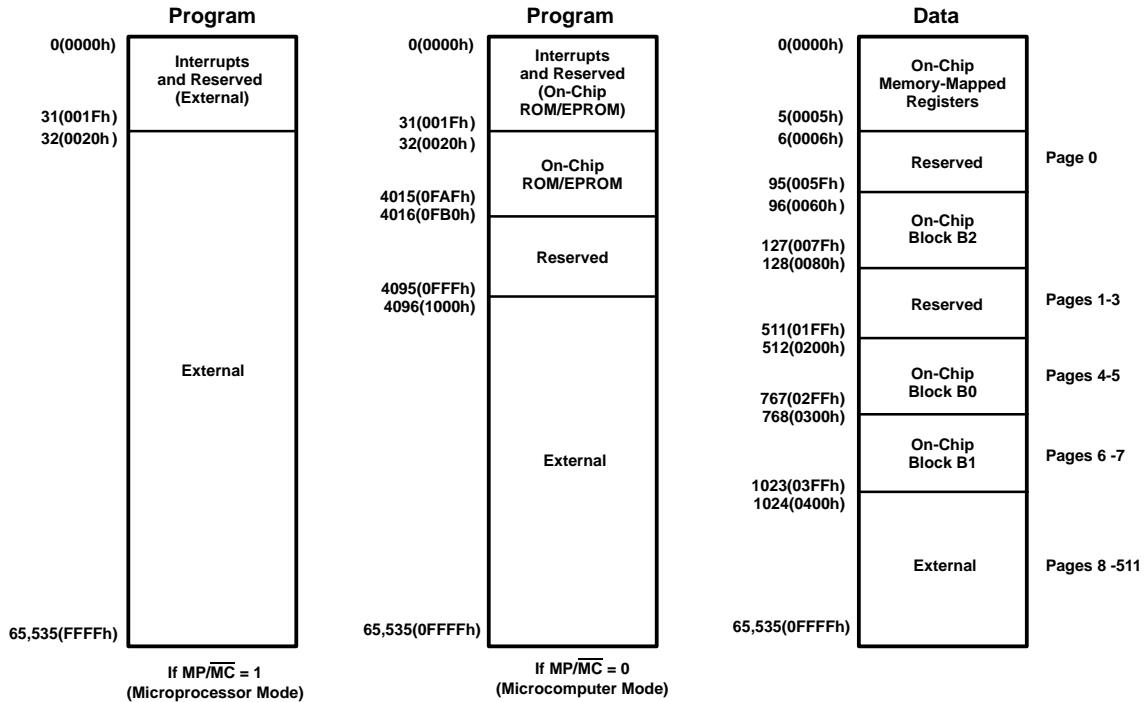 Program
0(0000h)
Interrupts
and Reserved
(External)
31(001Fh)
32(0020h)
External
65,535(FFFFh)
If MP/M̅C̅ = 1
(Microprocessor Mode)
Program
0(0000h)
Interrupts
and Reserved
(On-Chip
ROM/EPROM)
31(001Fh)
32(0020h)
On-Chip
ROM/EPROM
4015(0FAFh)
4016(0FB0h)
Reserved
4095(0FFFh)
4096(1000h)
External
65,535(0FFFFh)
If MP/M̅C̅ = 0
(Microcomputer Mode)
Data
0(0000h)
On-Chip
Memory-Mapped
Registers
5(0005h)
6(0006h)
Reserved
Page 0
95(005Fh)
96(0060h)
On-Chip
Block B2
127(007Fh)
128(0080h)
Reserved
Pages 1-3
511(01FFh)
512(0200h)
On-Chip
Block B0
Pages 4-5
767(02FFh)
768(0300h)
On-Chip
Block B1
Pages 6 -7
1023(03FFh)
1024(0400h)
External
Pages 8 -511
65,535(0FFFFh)